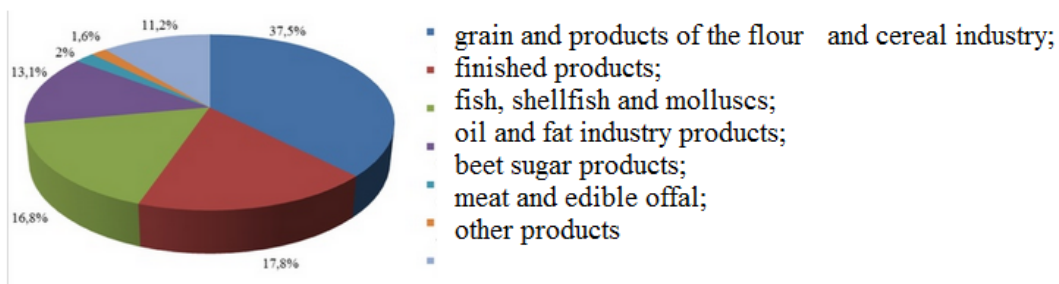 11,2%
37,5%
1,6%
2%
13,1%
16,8%
17,8%
grain and products of the flour and cereal industry;
finished products;
fish, shellfish and molluscs;
oil and fat industry products;
beet sugar products;
meat and edible offal;
other products